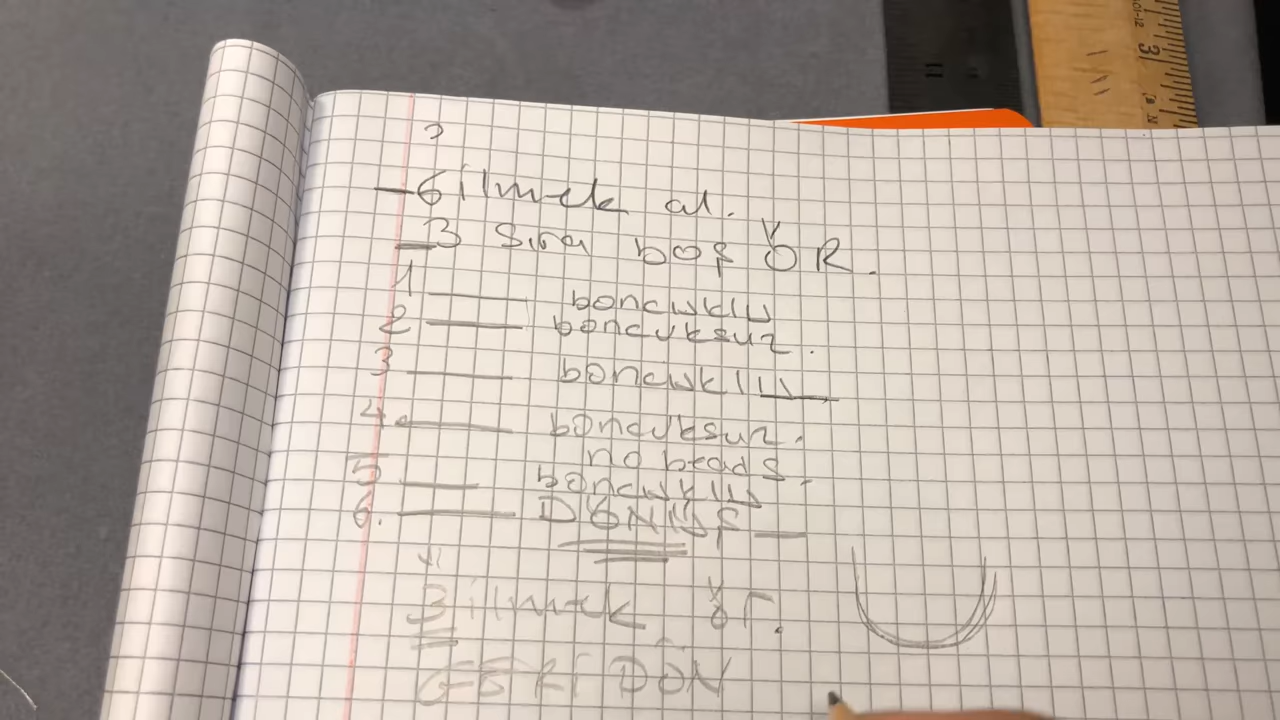 ?
— 6 ilmek al.
— 3 sıra boş ÖR.
1 ——— boncuklu
2 ——— boncuksuz.
3 ——— boncuklu
4 ——— boncuksuz.
no beads.
5 ——— boncuklu
6. ——— DÖNÜŞ
3 ilmek ör.
GERİ DÖN